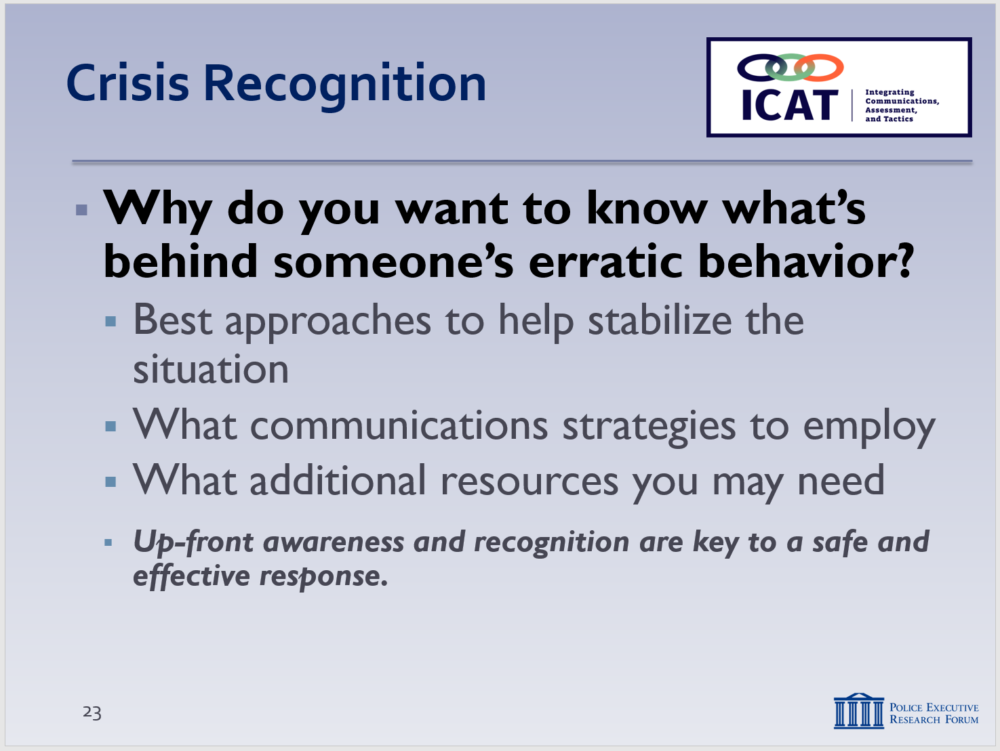 Crisis Recognition
ICAT
Integrating
Communications,
Assessment,
and Tactics
Why do you want to know what’s
behind someone’s erratic behavior?
Best approaches to help stabilize the
situation
What communications strategies to employ
What additional resources you may need
Up-front awareness and recognition are key to a safe and
effective response.
23
POLICE EXECUTIVE
RESEARCH FORUM